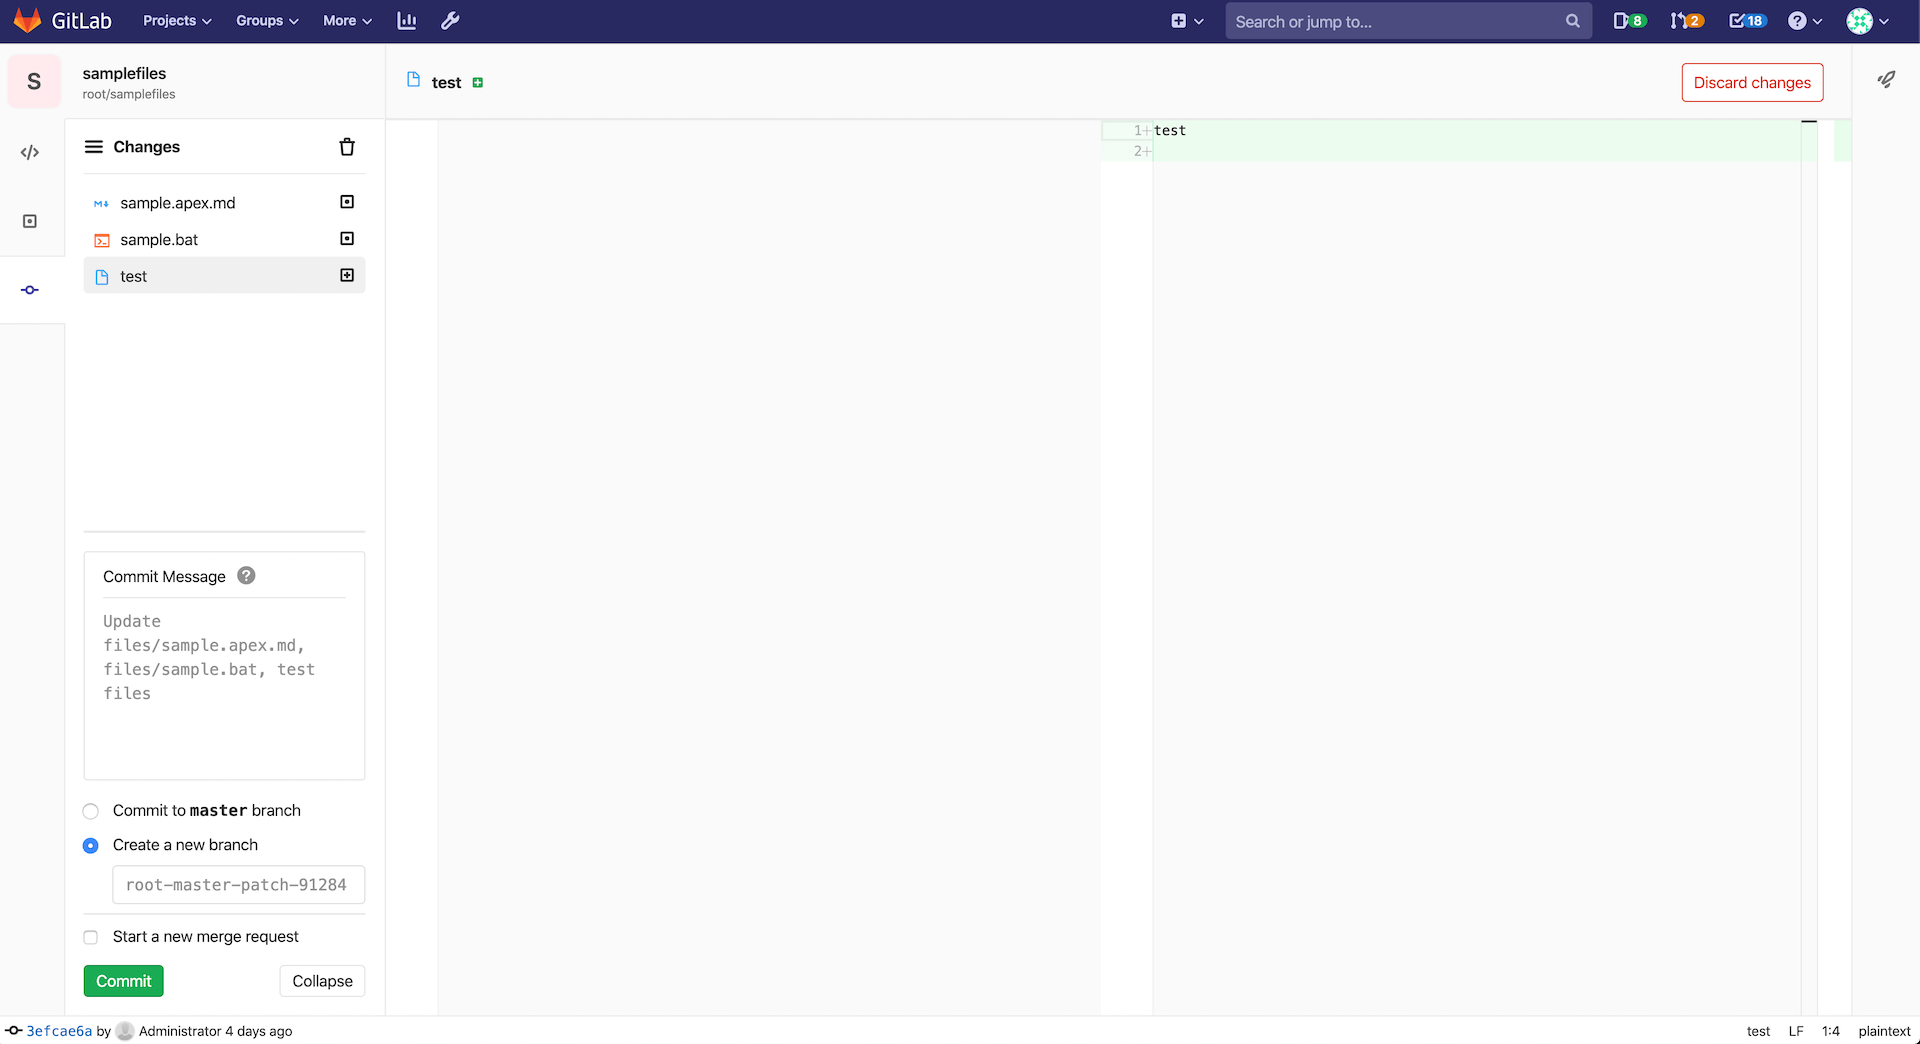 GitLab Projects Groups More Search or jump to... 8 2 18
S samplefiles
root/samplefiles
test Discard changes
Changes
sample.apex.md
sample.bat
test
1+test
2+
Commit Message
Update
files/sample.apex.md,
files/sample.bat, test
files
Commit to master branch
Create a new branch
root-master-patch-91284
Start a new merge request
Commit Collapse
3efcae6a by Administrator 4 days ago test LF 1:4 plaintext